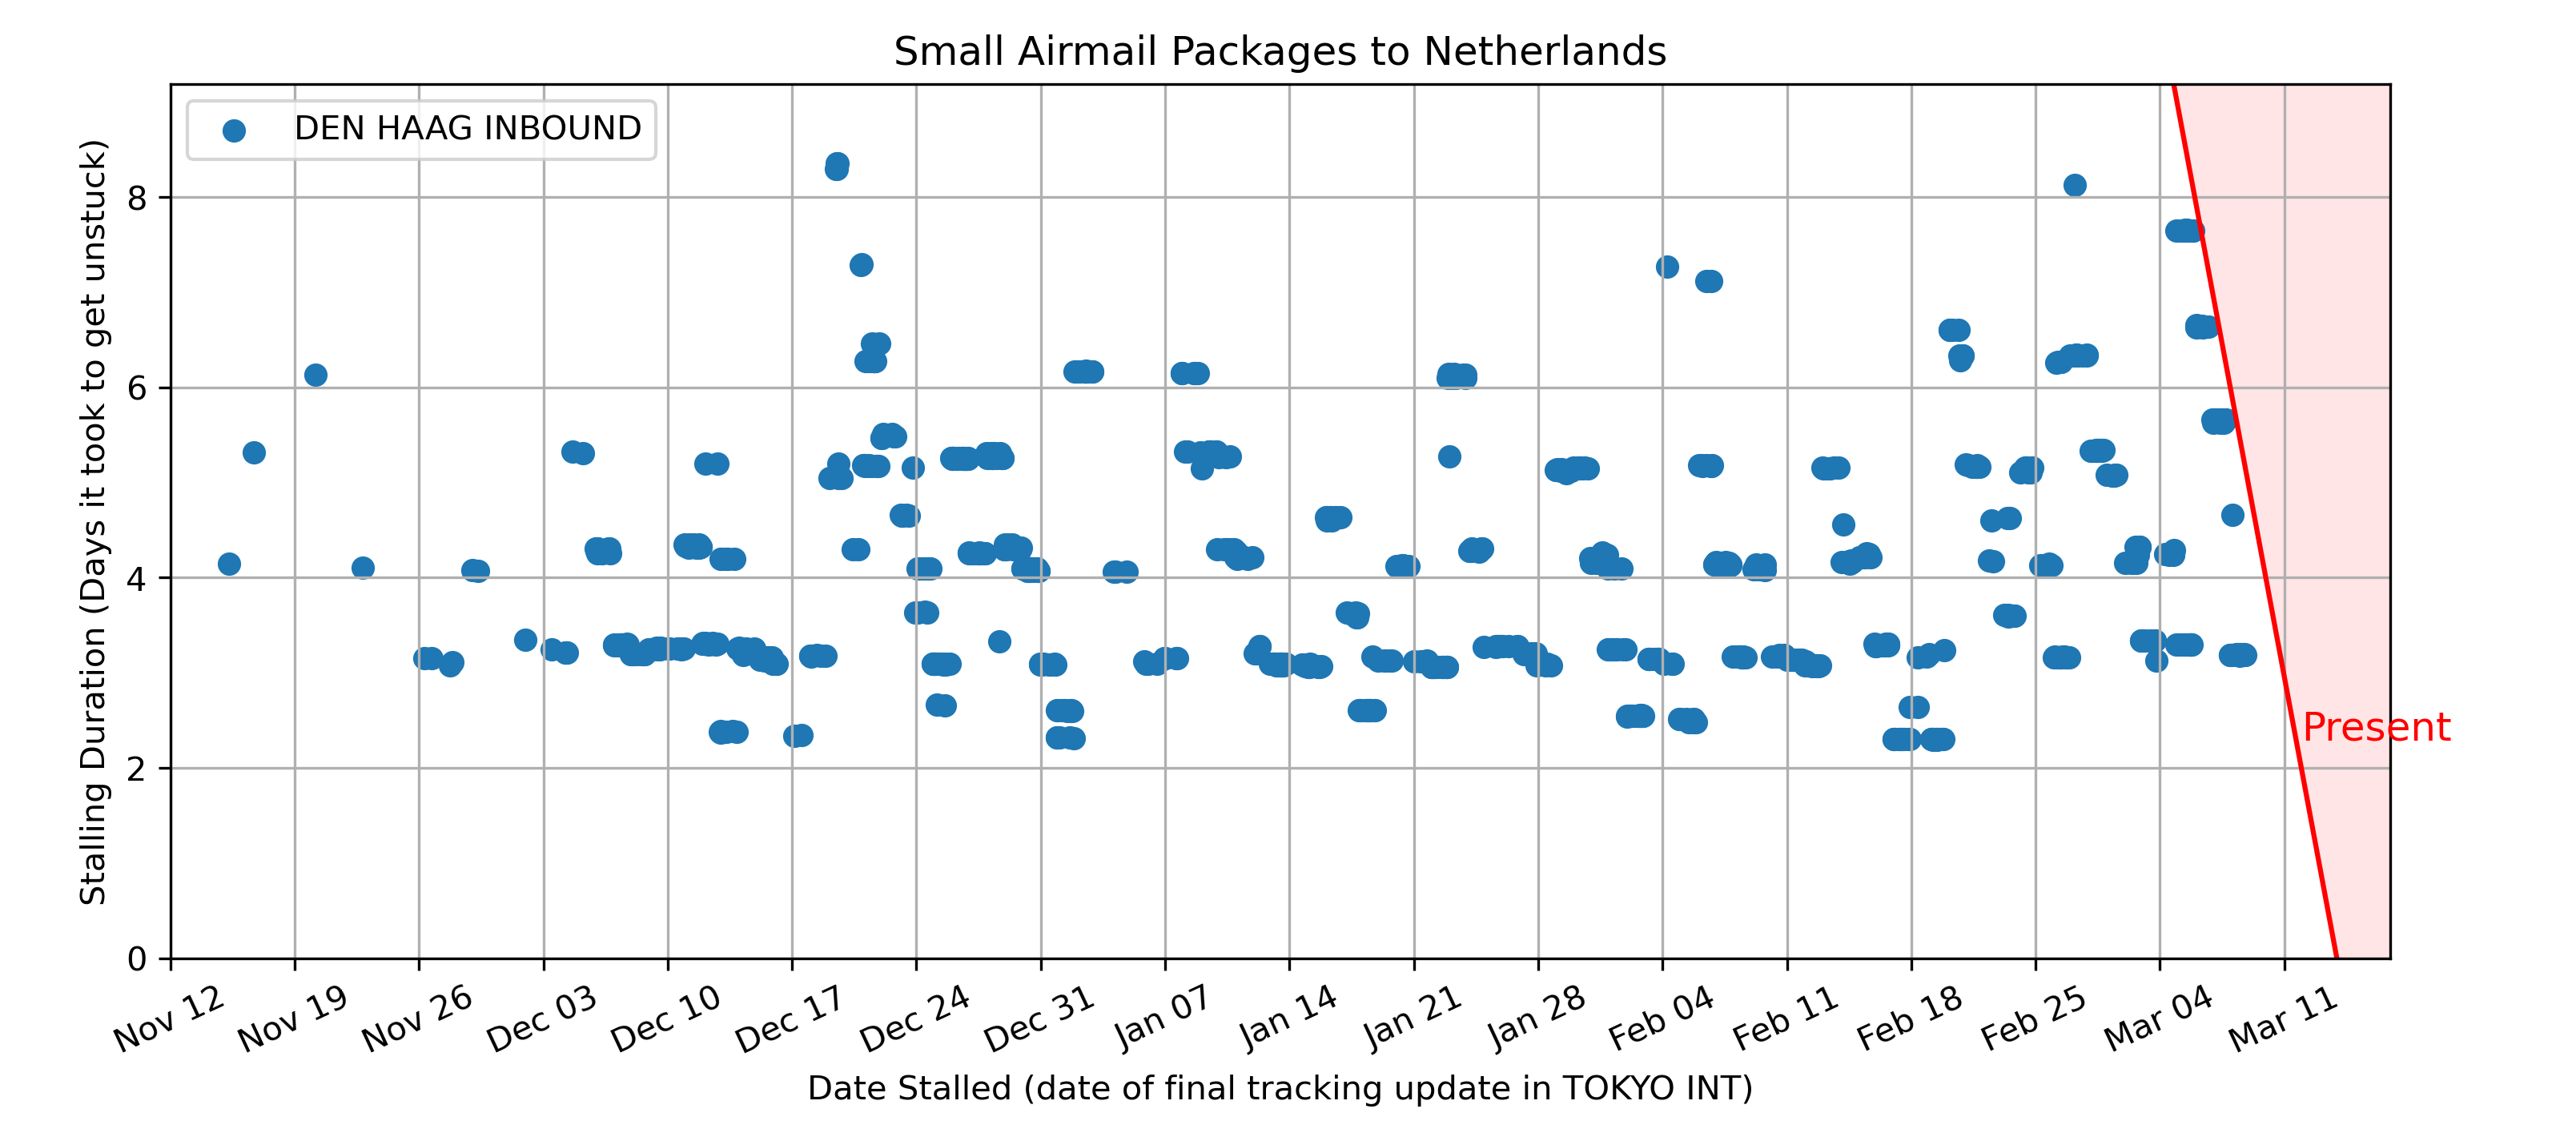 Small Airmail Packages to Netherlands
DEN HAAG INBOUND
Stalling Duration (Days it took to get unstuck)
8
6
4
2
0
Present
Nov 12
Nov 19
Nov 26
Dec 03
Dec 10
Dec 17
Dec 24
Dec 31
Jan 07
Jan 14
Jan 21
Jan 28
Feb 04
Feb 11
Feb 18
Feb 25
Mar 04
Mar 11
Date Stalled (date of final tracking update in TOKYO INT)